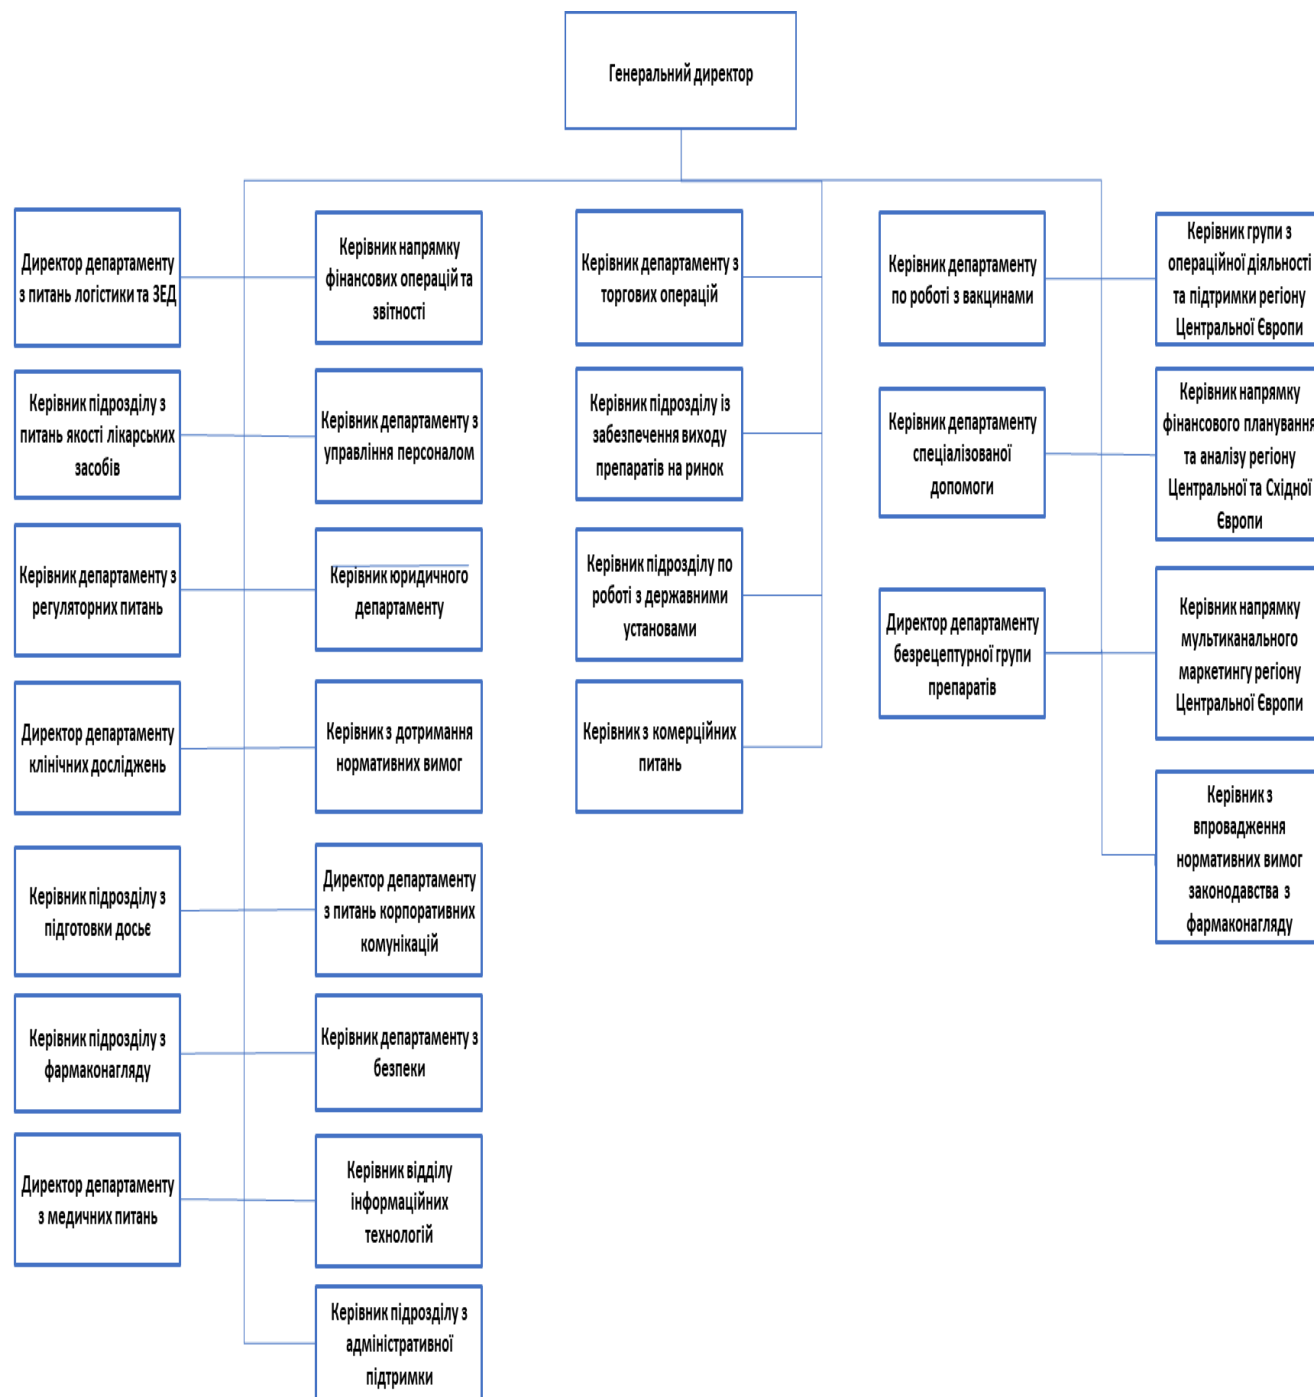 Генеральний директор
Директор департаменту
з питань логістики та ЗЕД
Керівник напрямку
фінансових операцій та
звітності
Керівник департаменту з
торгових операцій
Керівник департаменту
по роботі з вакцинами
Керівник групи з
операційної діяльності
та підтримки регіону
Центральної Європи
Керівник підрозділу з
питань якості лікарських
засобів
Керівник департаменту з
управління персоналом
Керівник підрозділу із
забезпечення виходу
препаратів на ринок
Керівник департаменту
спеціалізованої
допомоги
Керівник напрямку
фінансового планування
та аналізу регіону
Центральної та Східної
Європи
Керівник департаменту з
регуляторних питань
Керівник юридичного
департаменту
Керівник підрозділу по
роботі з державними
установами
Директор департаменту
безрецептурної групи
препаратів
Керівник напрямку
мультиканального
маркетингу регіону
Центральної Європи
Директор департаменту
клінічних досліджень
Керівник з дотримання
нормативних вимог
Керівник з комерційних
питань
Керівник з
впровадження
нормативних вимог
законодавства з
фармаконагляду
Керівник підрозділу з
підготовки досьє
Директор департаменту
з питань корпоративних
комунікацій
Керівник підрозділу з
фармаконагляду
Керівник департаменту з
безпеки
Директор департаменту
з медичних питань
Керівник відділу
інформаційних
технологій
Керівник підрозділу з
адміністративної
підтримки